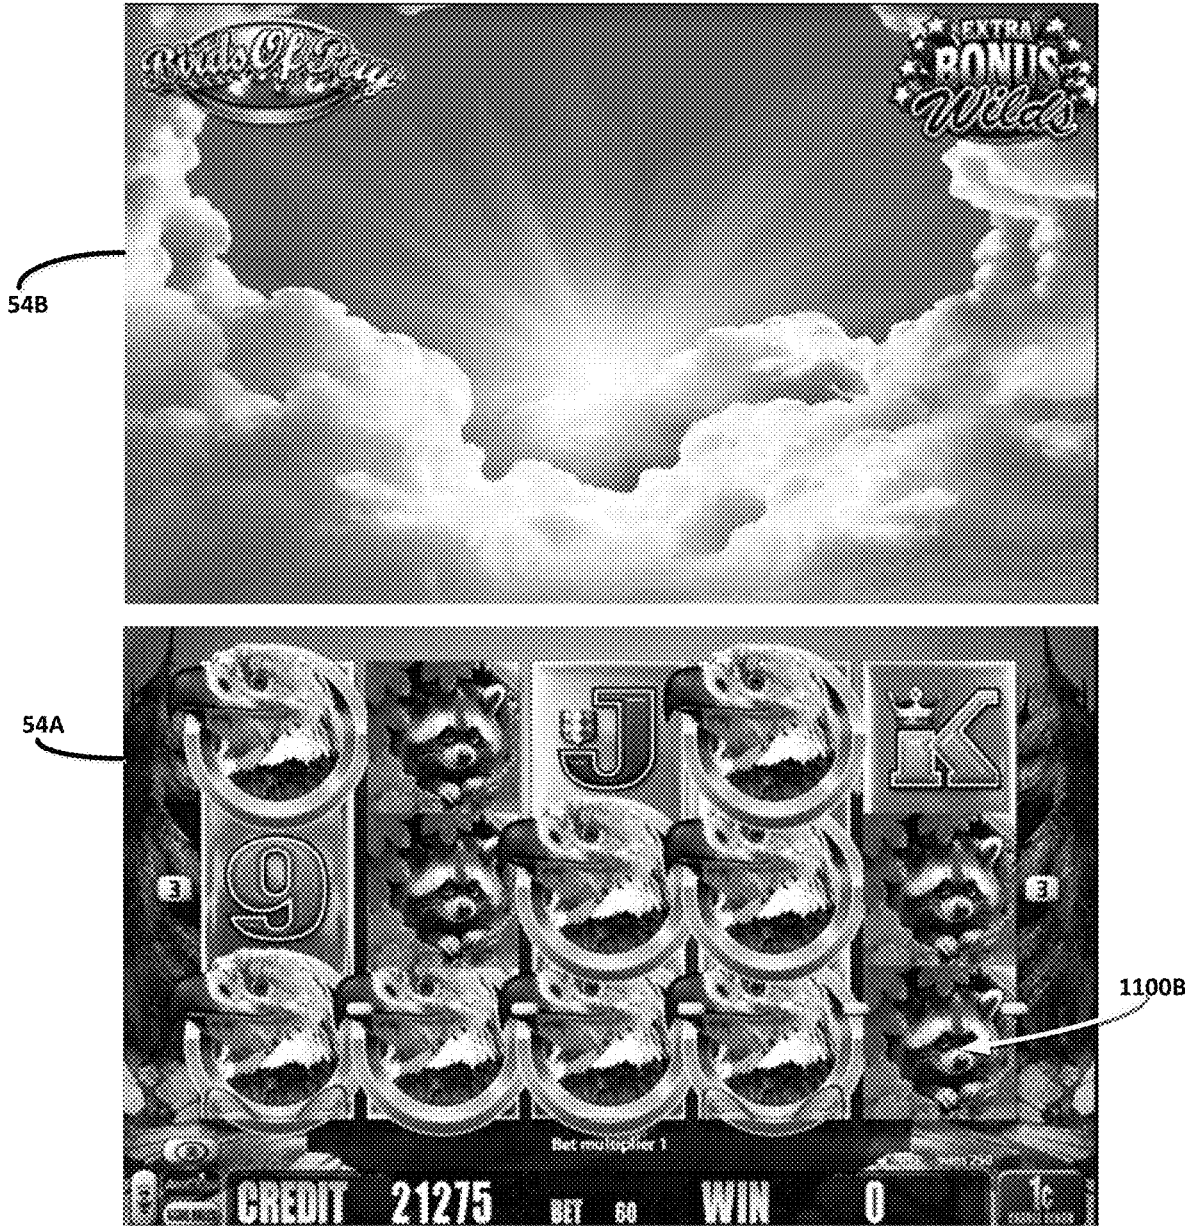 Birds Of Pay
EXTRA
BONUS
Wilds
54B
54A
J
K
9
3
3
1100B
Bet multiplier 1
CREDIT 21275 BET 60 WIN 0
1¢